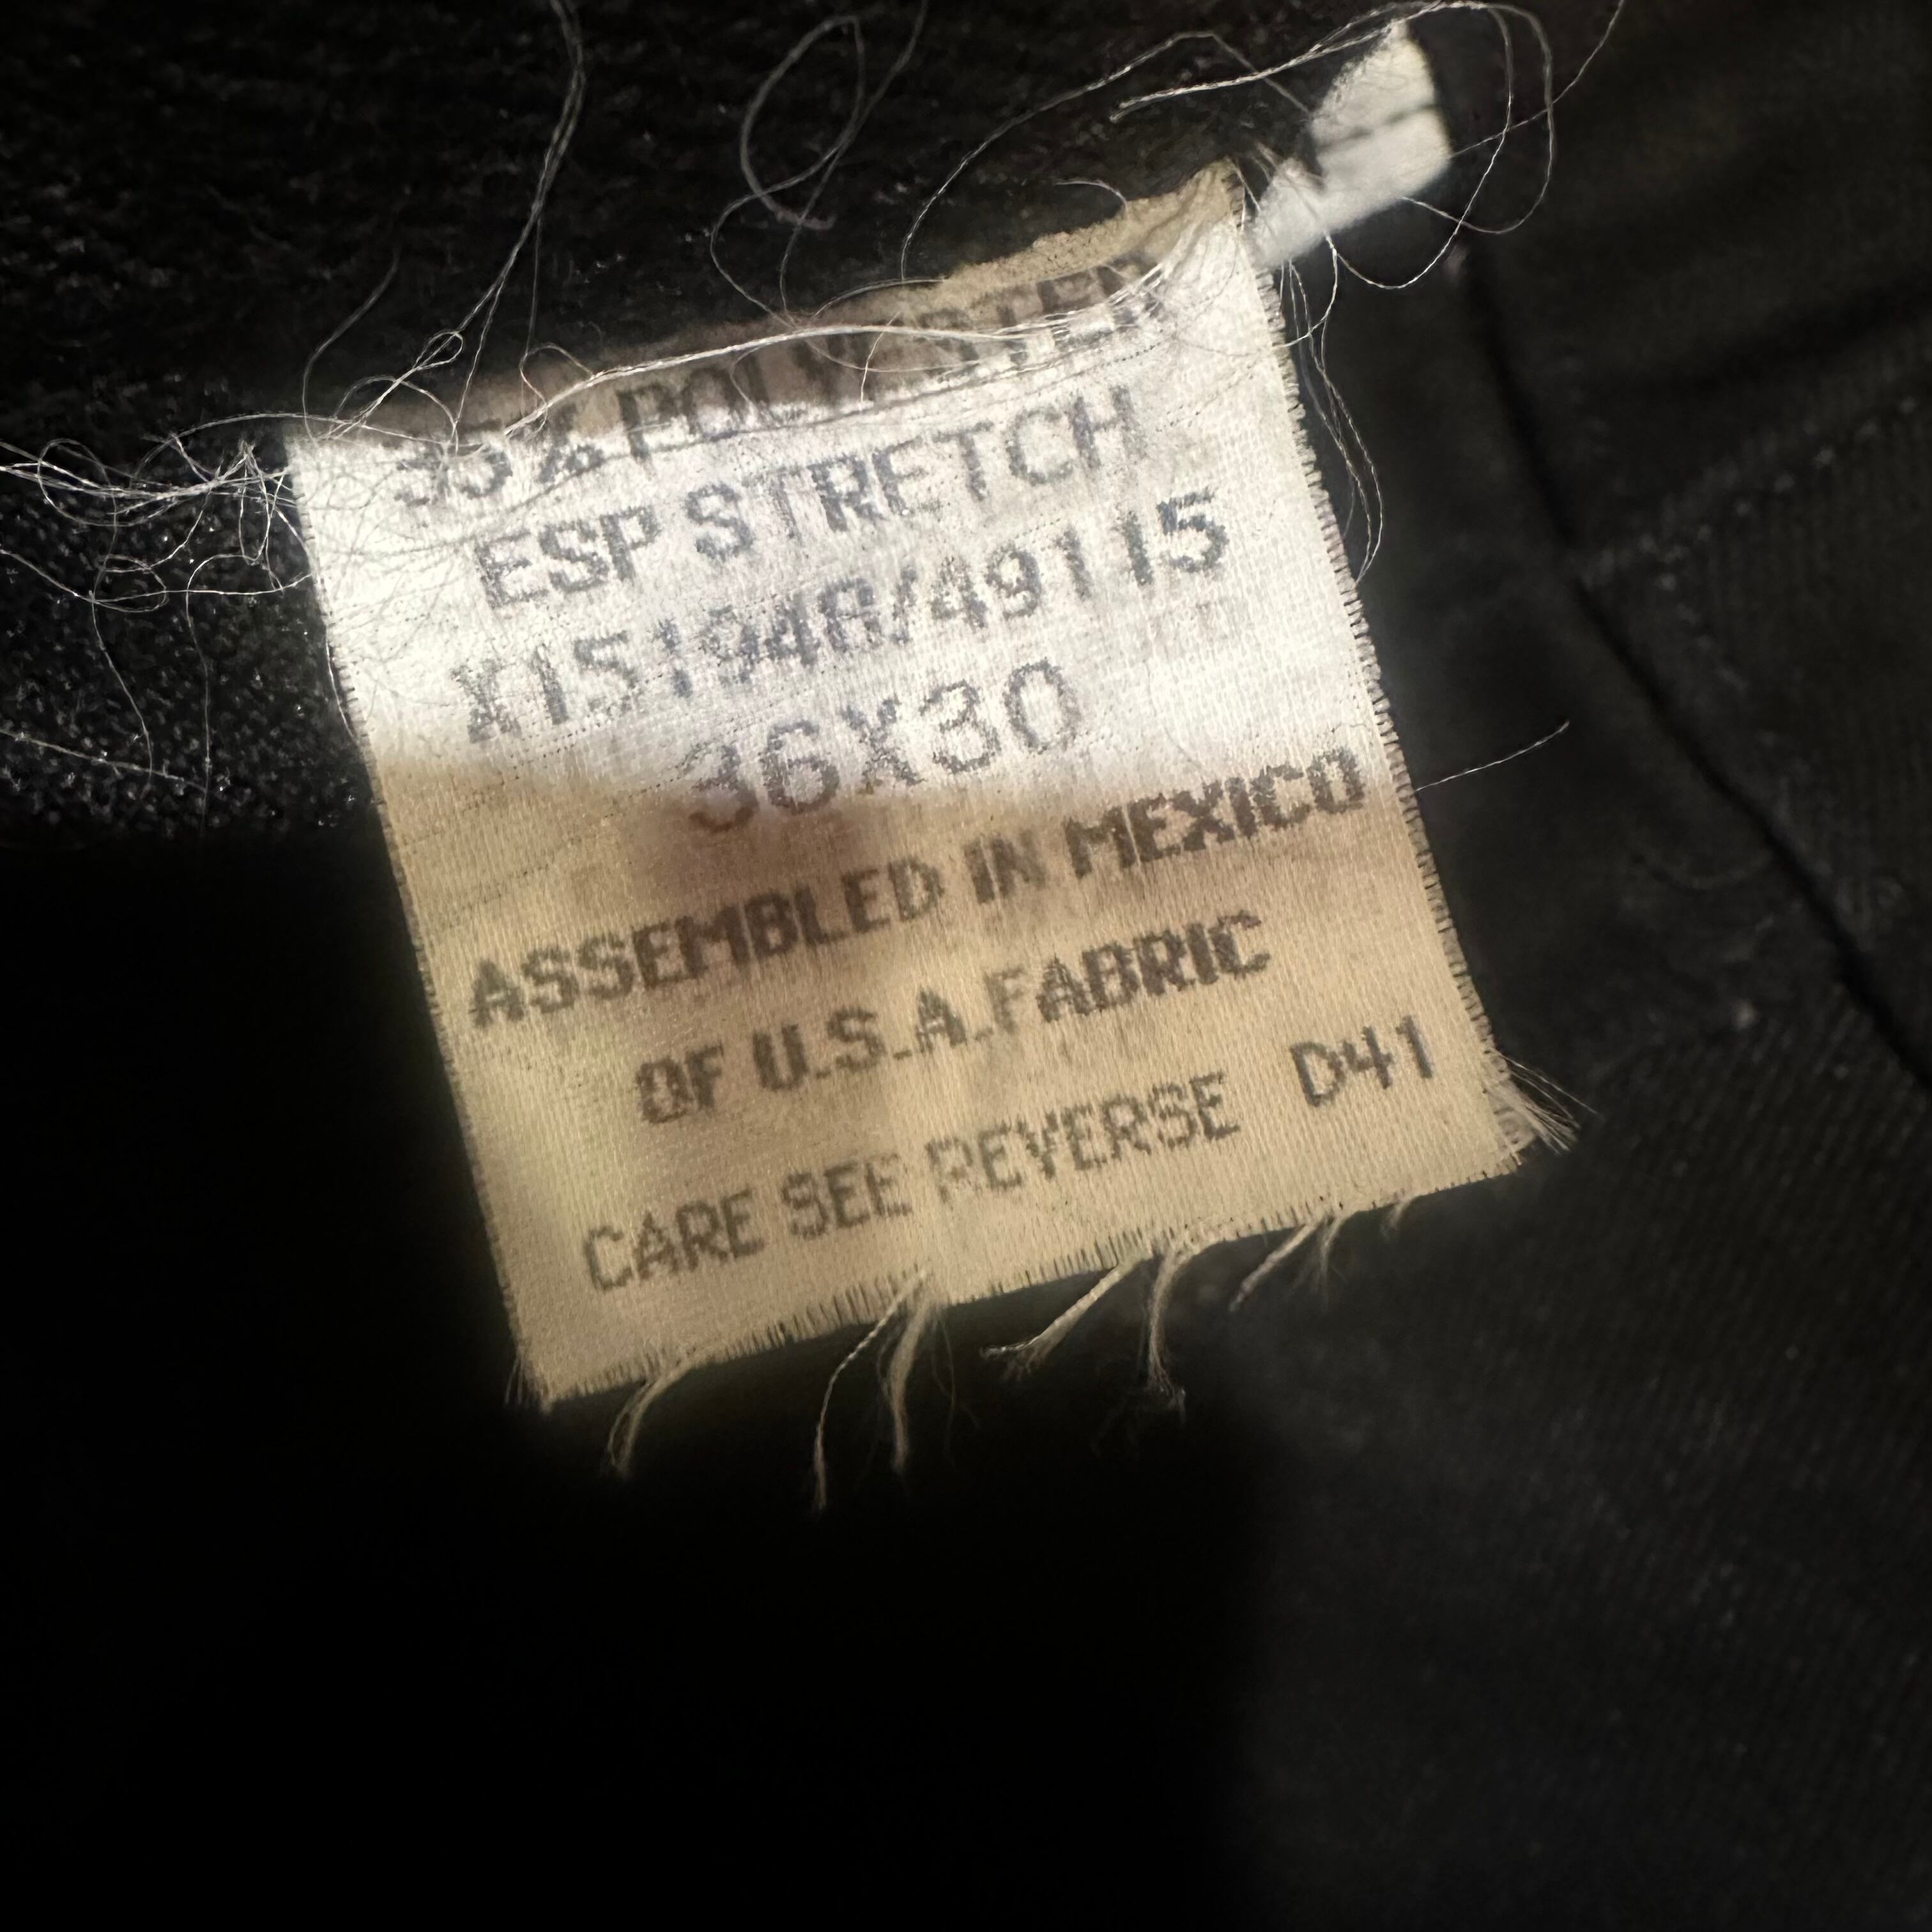 35% POLYESTER
ESP STRETCH
X151948/49115
36X30
ASSEMBLED IN MEXICO
OF U.S.A. FABRIC
CARE SEE REVERSE D41